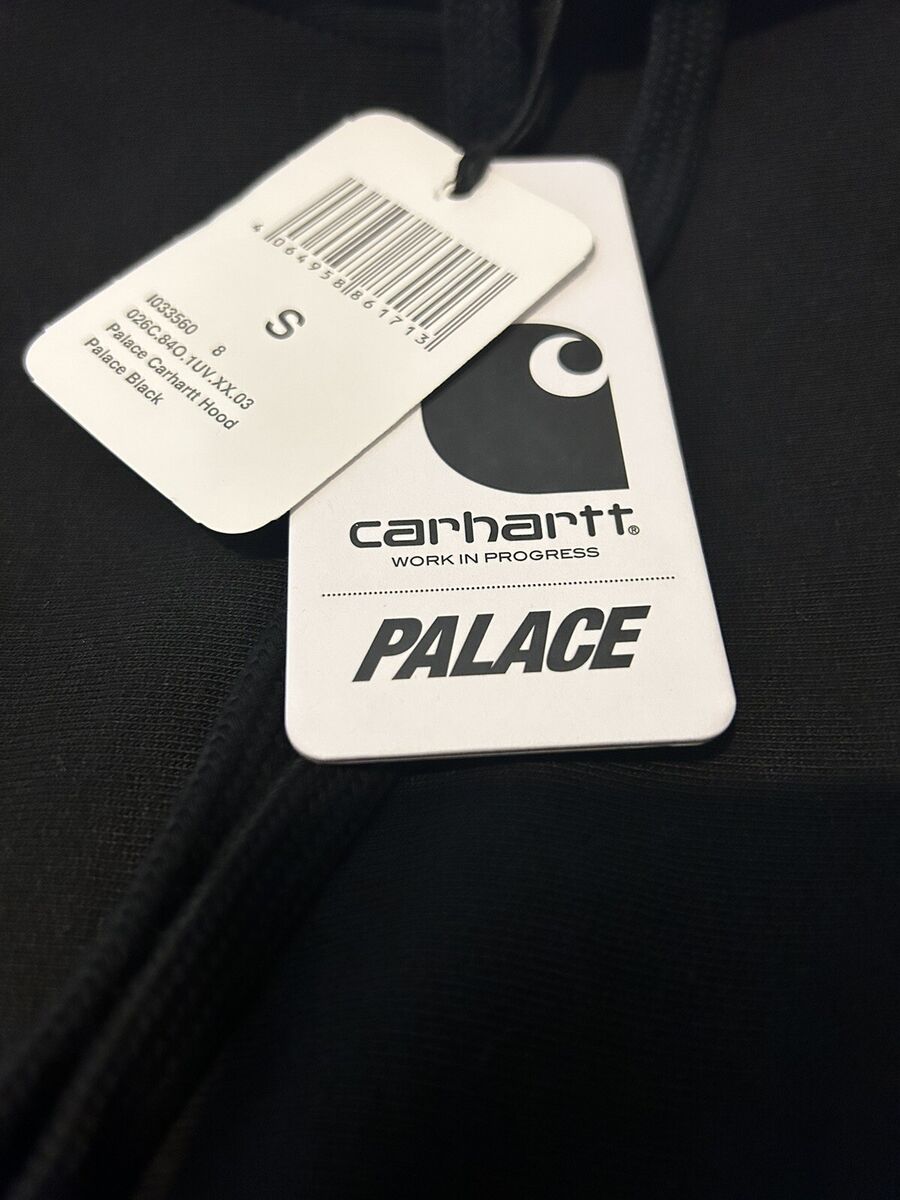 4 064958 861713
S
I033560 8
026C.84O.1UV.XX.03
Palace Carhartt Hood
Palace Black
carhartt®
WORK IN PROGRESS
PALACE